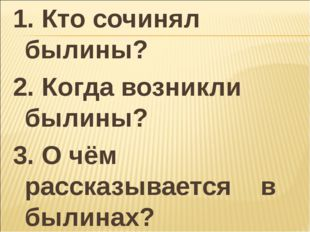 1. Кто сочинял
былины?
2. Когда возникли
былины?
3. О чём
рассказывается в
былинах?